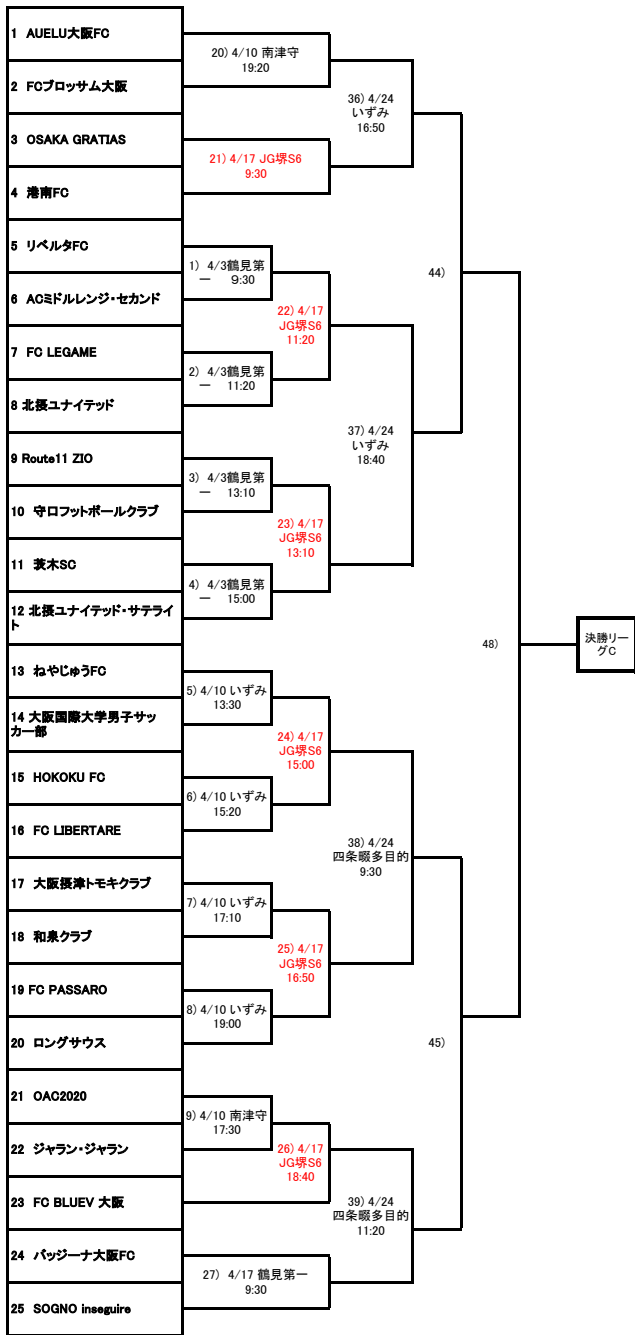 1 AUELU大阪FC
2 FCブロッサム大阪
3 OSAKA GRATIAS
4 港南FC
5 リベルタFC
6 ACミドルレンジ・セカンド
7 FC LEGAME
8 北摂ユナイテッド
9 Route11 ZIO
10 守口フットボールクラブ
11 茨木SC
12 北摂ユナイテッド・サテライ
ト
13 ねやじゅうFC
14 大阪国際大学男子サッ
カー部
15 HOKOKU FC
16 FC LIBERTARE
17 大阪摂津トモキクラブ
18 和泉クラブ
19 FC PASSARO
20 ロングサウス
21 OAC2020
22 ジャラン・ジャラン
23 FC BLUEV 大阪
24 バッジーナ大阪FC
25 SOGNO inseguire
20) 4/10 南津守
19:20
21) 4/17 JG堺S6
9:30
1) 4/3鶴見第
一 9:30
2) 4/3鶴見第
一 11:20
3) 4/3鶴見第
一 13:10
4) 4/3鶴見第
一 15:00
5) 4/10 いずみ
13:30
6) 4/10 いずみ
15:20
7) 4/10 いずみ
17:10
8) 4/10 いずみ
19:00
9) 4/10 南津守
17:30
27) 4/17 鶴見第一
9:30
22) 4/17
JG堺S6
11:20
23) 4/17
JG堺S6
13:10
24) 4/17
JG堺S6
15:00
25) 4/17
JG堺S6
16:50
26) 4/17
JG堺S6
18:40
36) 4/24
いずみ
16:50
37) 4/24
いずみ
18:40
38) 4/24
四条畷多目的
9:30
39) 4/24
四条畷多目的
11:20
44)
45)
48)
決勝リー
グC